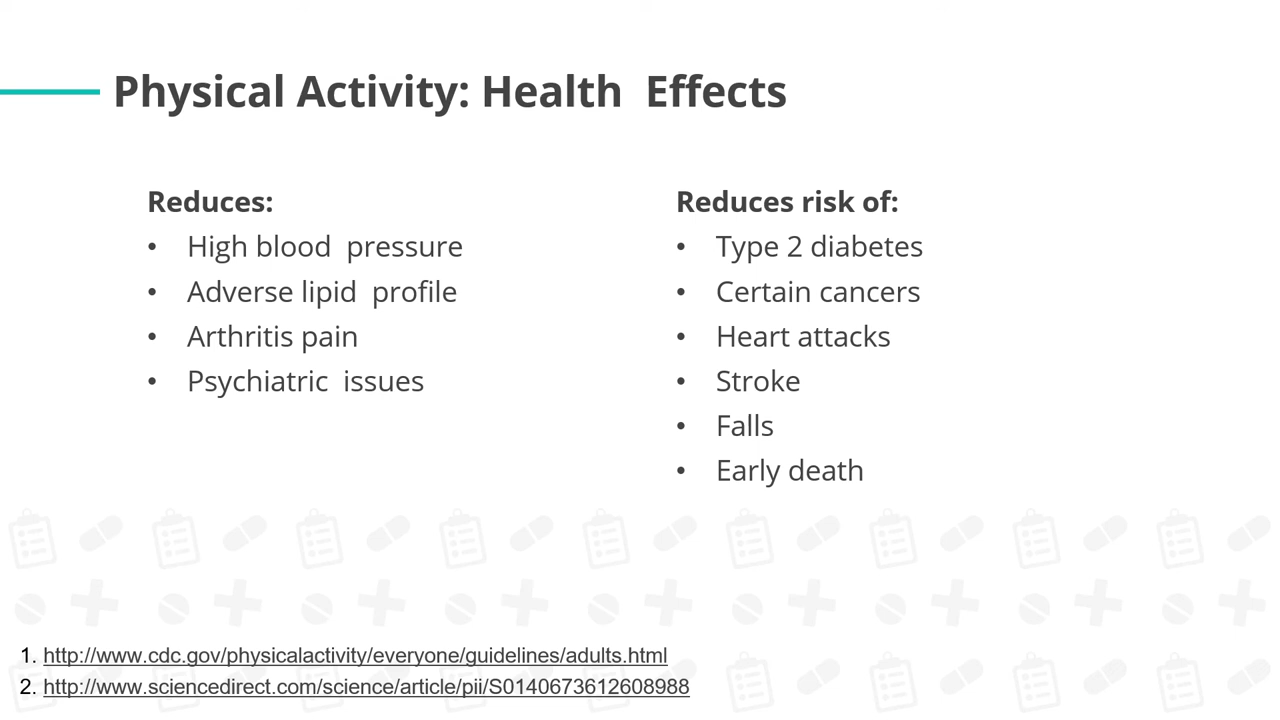 Physical Activity: Health Effects
Reduces:
• High blood pressure
• Adverse lipid profile
• Arthritis pain
• Psychiatric issues
Reduces risk of:
• Type 2 diabetes
• Certain cancers
• Heart attacks
• Stroke
• Falls
• Early death
1. http://www.cdc.gov/physicalactivity/everyone/guidelines/adults.html
2. http://www.sciencedirect.com/science/article/pii/S0140673612608988